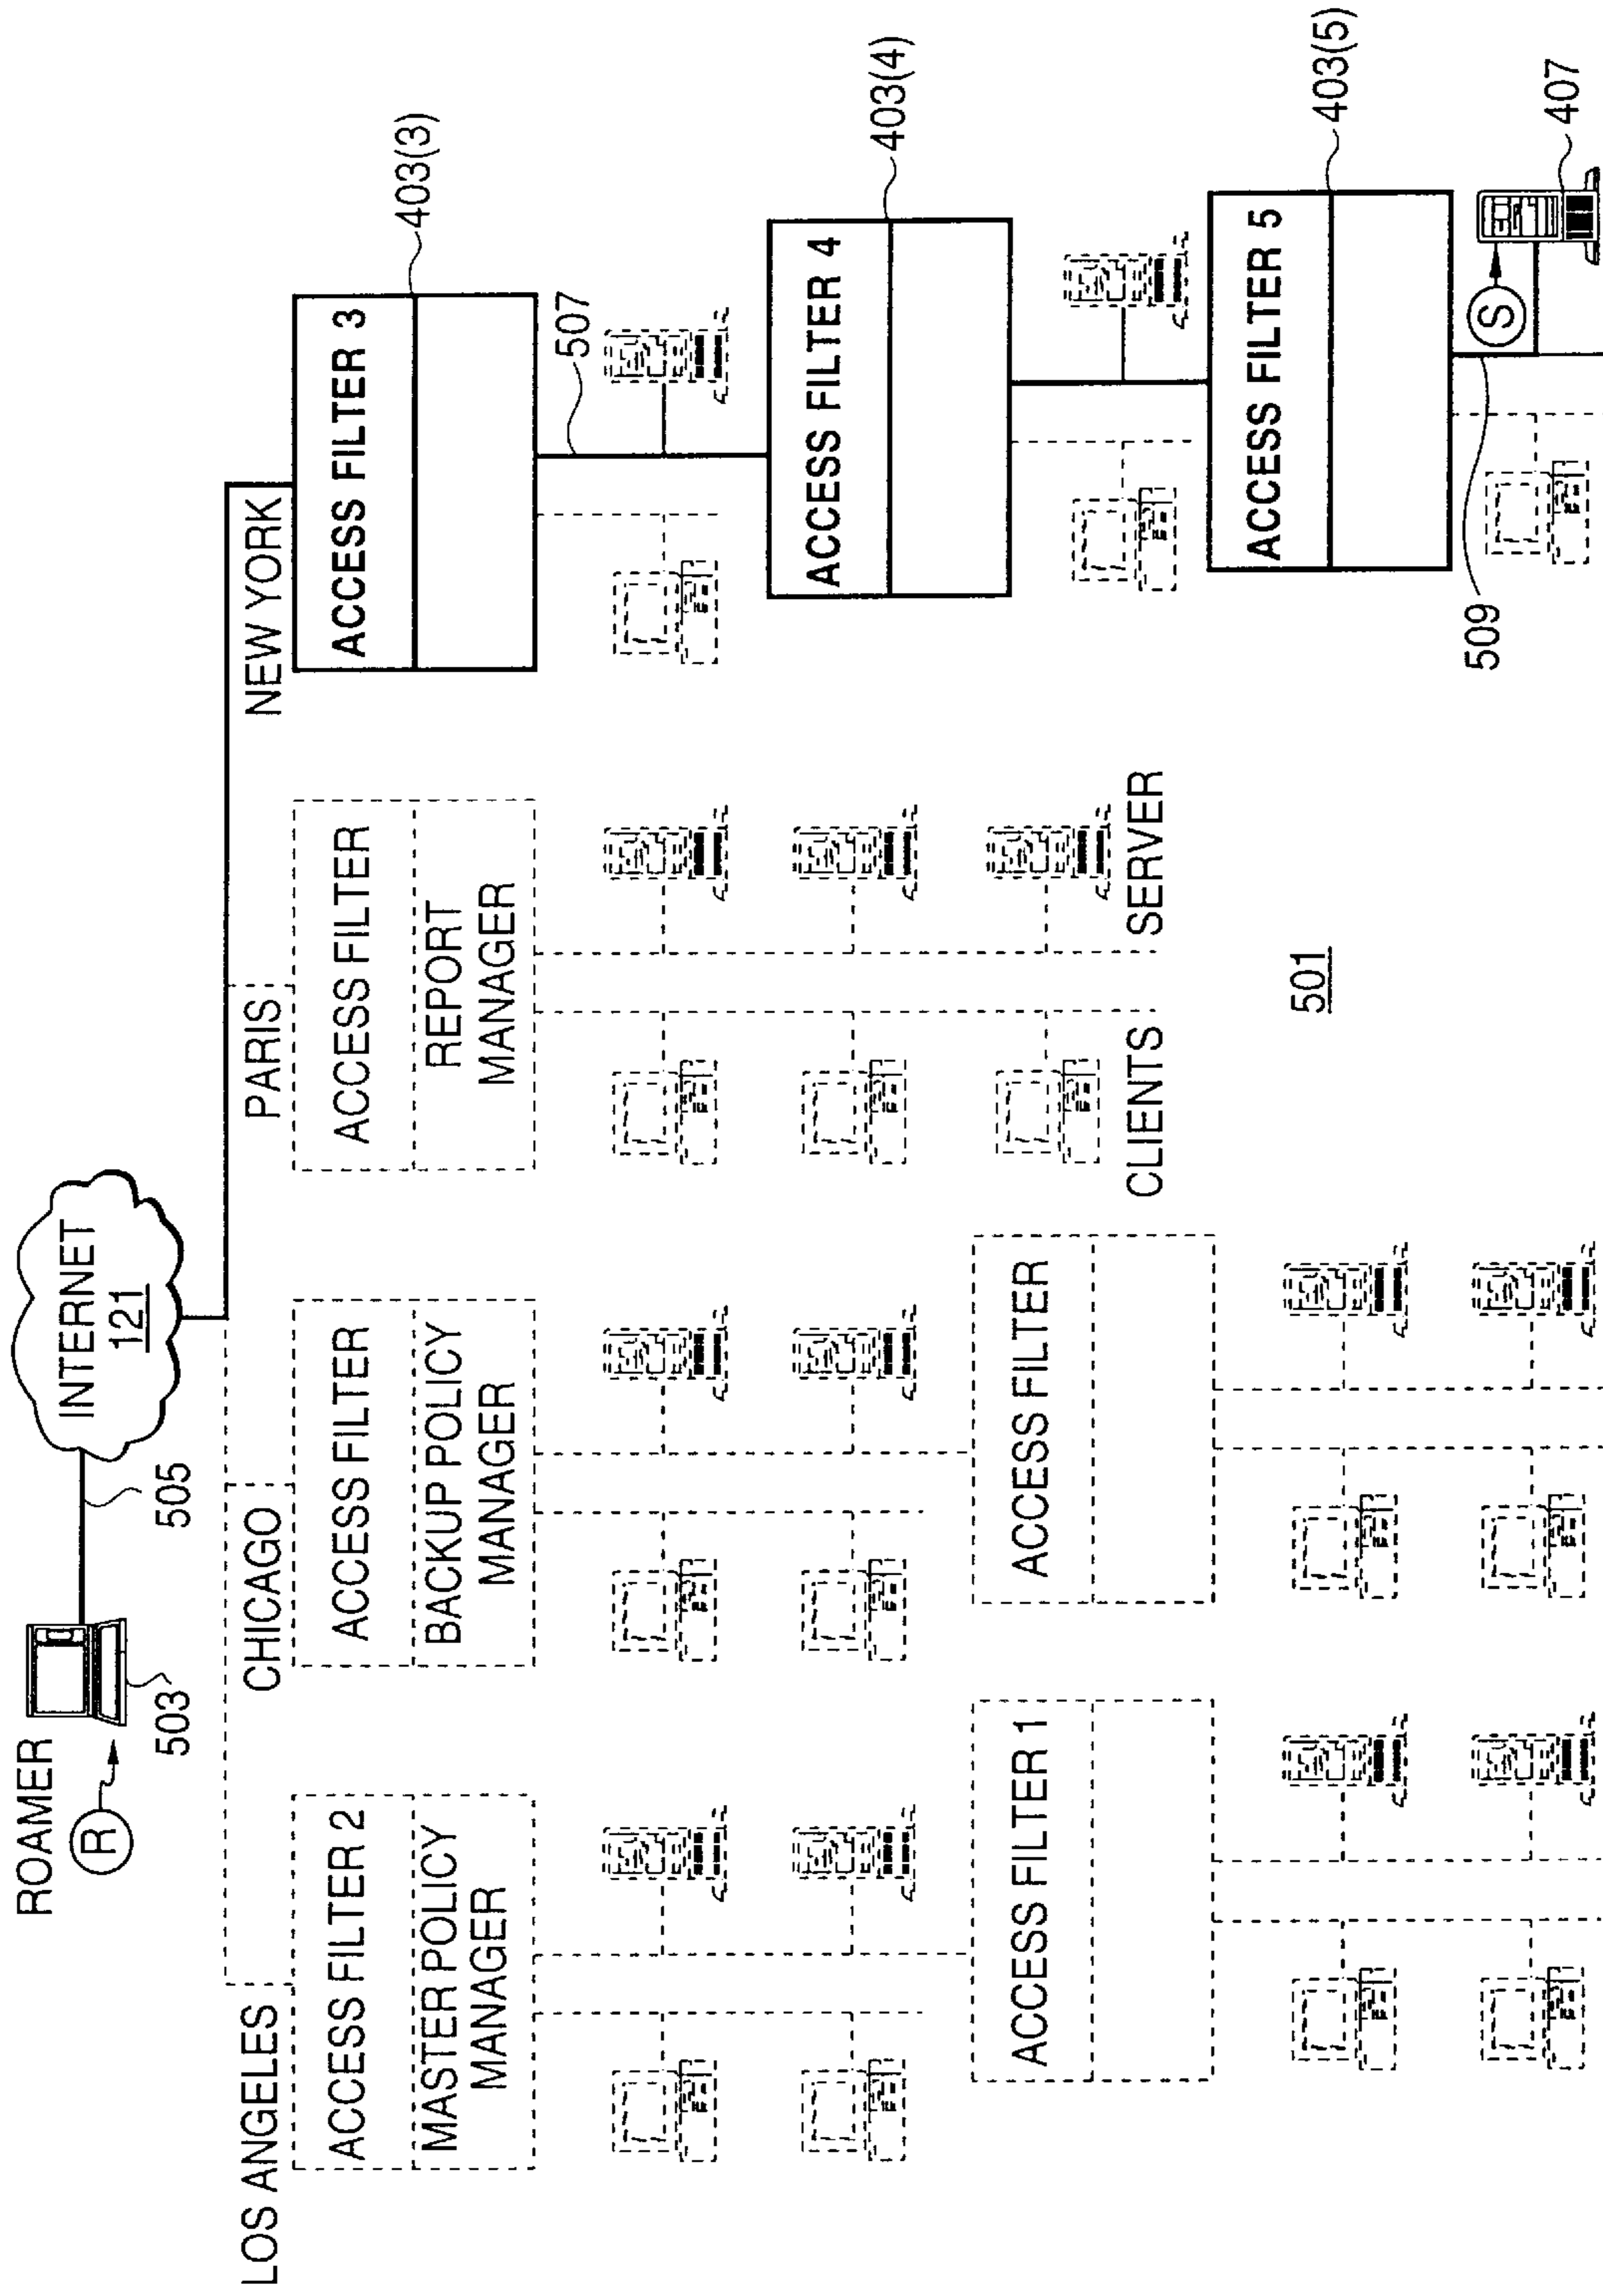 ROAMER
R
503
505
INTERNET
121
LOS ANGELES
CHICAGO
PARIS
NEW YORK
ACCESS FILTER 2
MASTER POLICY
MANAGER
ACCESS FILTER
BACKUP POLICY
MANAGER
ACCESS FILTER
REPORT
MANAGER
ACCESS FILTER 3
403(3)
507
ACCESS FILTER 1
ACCESS FILTER
CLIENTS
SERVER
ACCESS FILTER 4
403(4)
501
ACCESS FILTER 5
403(5)
509
S
407